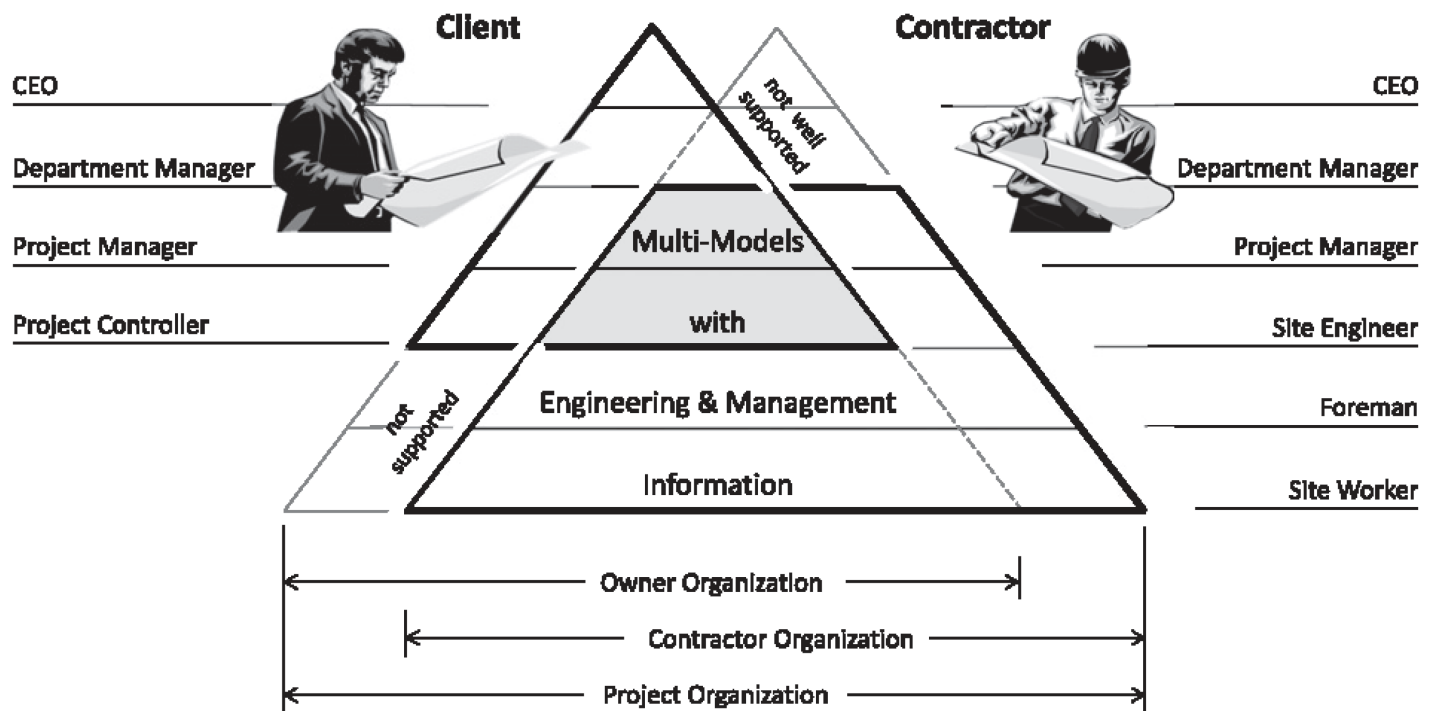 Client
Contractor
CEO
Department Manager
Project Manager
Project Controller
not well
supported
CEO
Department Manager
Project Manager
Site Engineer
Foreman
Site Worker
Multi-Models
with
Engineering & Management
Information
not
supported
Owner Organization
Contractor Organization
Project Organization